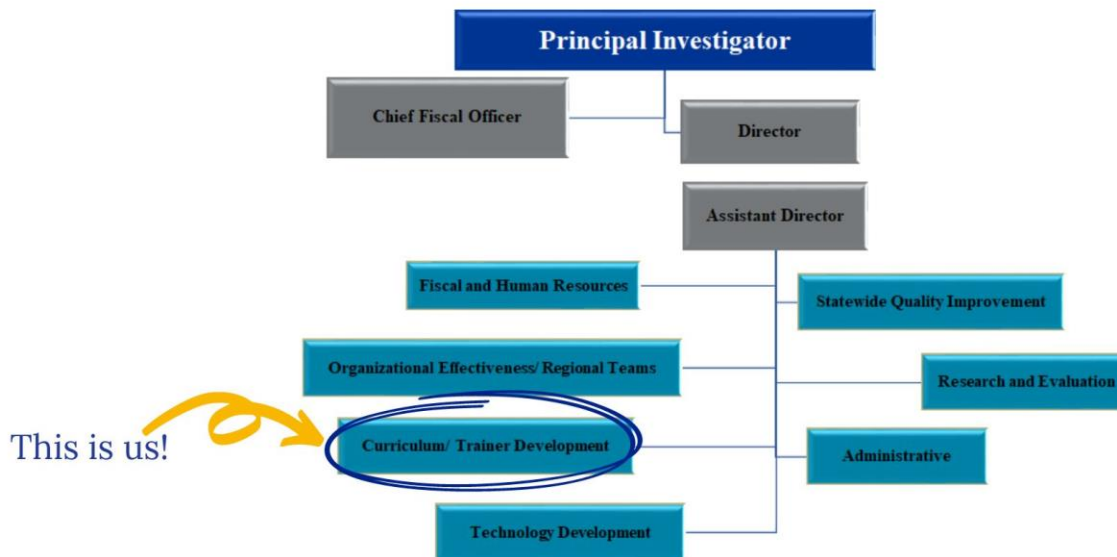 Principal Investigator
Chief Fiscal Officer
Director
Assistant Director
Fiscal and Human Resources
Statewide Quality Improvement
Organizational Effectiveness/ Regional Teams
Research and Evaluation
This is us!
Curriculum/ Trainer Development
Administrative
Technology Development